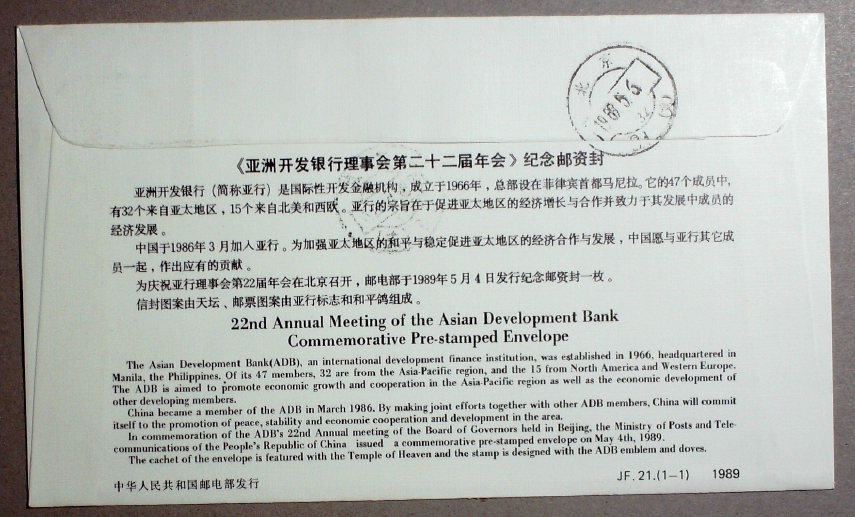 北京
1989.5.6
《亚洲开发银行理事会第二十二届年会》纪念邮资封
亚洲开发银行（简称亚行）是国际性开发金融机构，成立于1966年，总部设在菲律宾首都马尼拉。它的47个成员中，
有32个来自亚太地区，15个来自北美和西欧。亚行的宗旨在于促进亚太地区的经济增长与合作并致力于其发展中成员的
经济发展。
中国于1986年3月加入亚行。为加强亚太地区的和平与稳定促进亚太地区的经济合作与发展，中国愿与亚行其它成
员一起，作出应有的贡献。
为庆祝亚行理事会第22届年会在北京召开，邮电部于1989年5月4日发行纪念邮资封一枚。
信封图案由天坛、邮票图案由亚行标志和和平鸽组成。
22nd Annual Meeting of the Asian Development Bank
Commemorative Pre-stamped Envelope
The Asian Development Bank(ADB), an international development finance institution, was established in 1966, headquartered in
Manila, the Philippines. Of its 47 members, 32 are from the Asia-Pacific region, and the 15 from North America and Western Europe.
The ADB is aimed to promote economic growth and cooperation in the Asia-Pacific region as well as the economic development of
other developing members.
China became a member of the ADB in March 1986. By making joint efforts together with other ADB members, China will commit
itself to the promotion of peace, stability and economic cooperation and development in the area.
In commemoration of the ADB's 22nd Annual meeting of the Board of Governors held in Beijing, the Ministry of Posts and Tele-
communications of the People's Republic of China issued a commemorative pre-stamped envelope on May 4th, 1989.
The cachet of the envelope is featured with the Temple of Heaven and the stamp is designed with the ADB emblem and doves.
中华人民共和国邮电部发行
JF.21.(1-1) 1989